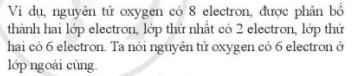 Ví dụ, nguyên tử oxygen có 8 electron, được phân bố
thành hai lớp electron, lớp thứ nhất có 2 electron, lớp thứ
hai có 6 electron. Ta nói nguyên tử oxygen có 6 electron ở
lớp ngoài cùng.